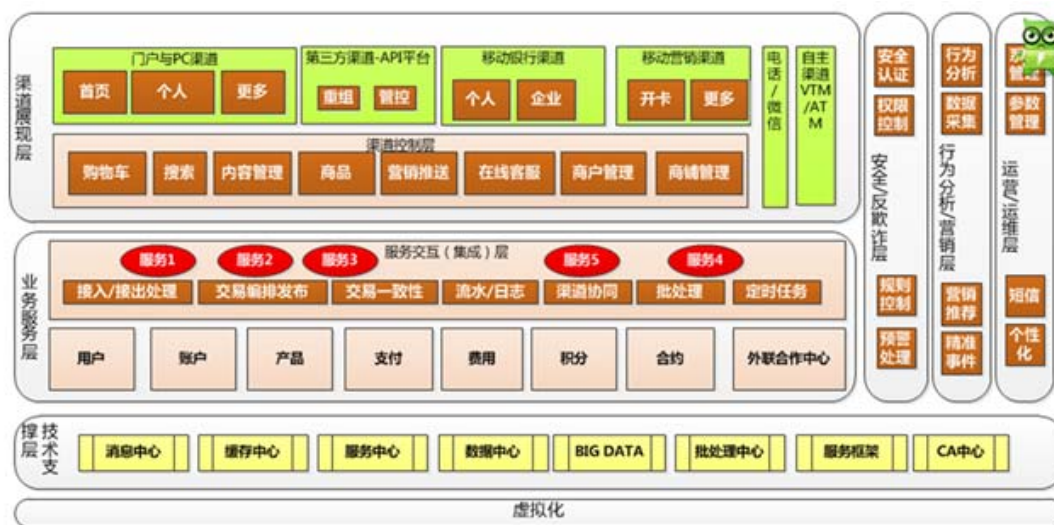 渠道展现层
门户与PC渠道
首页
个人
更多
第三方渠道-API平台
重组
管控
移动银行渠道
个人
企业
移动营销渠道
开卡
更多
电话/微信
自主渠道VTM/ATM
渠道控制层
购物车
搜索
内容管理
商品
营销推送
在线客服
商户管理
商铺管理
业务服务层
服务交互(集成)层
服务1
服务2
服务3
服务5
服务4
接入/接出处理
交易编排发布
交易一致性
流水/日志
渠道协同
批处理
定时任务
用户
账户
产品
支付
费用
积分
合约
外联合作中心
安全认证
权限控制
安全/反欺诈层
规则控制
预警处理
行为分析
数据采集
行为分析/营销层
营销推荐
精准事件
管理
参数管理
运营/运维层
短信
个性化
技术支撑层
消息中心
缓存中心
服务中心
数据中心
BIG DATA
批处理中心
服务框架
CA中心
虚拟化